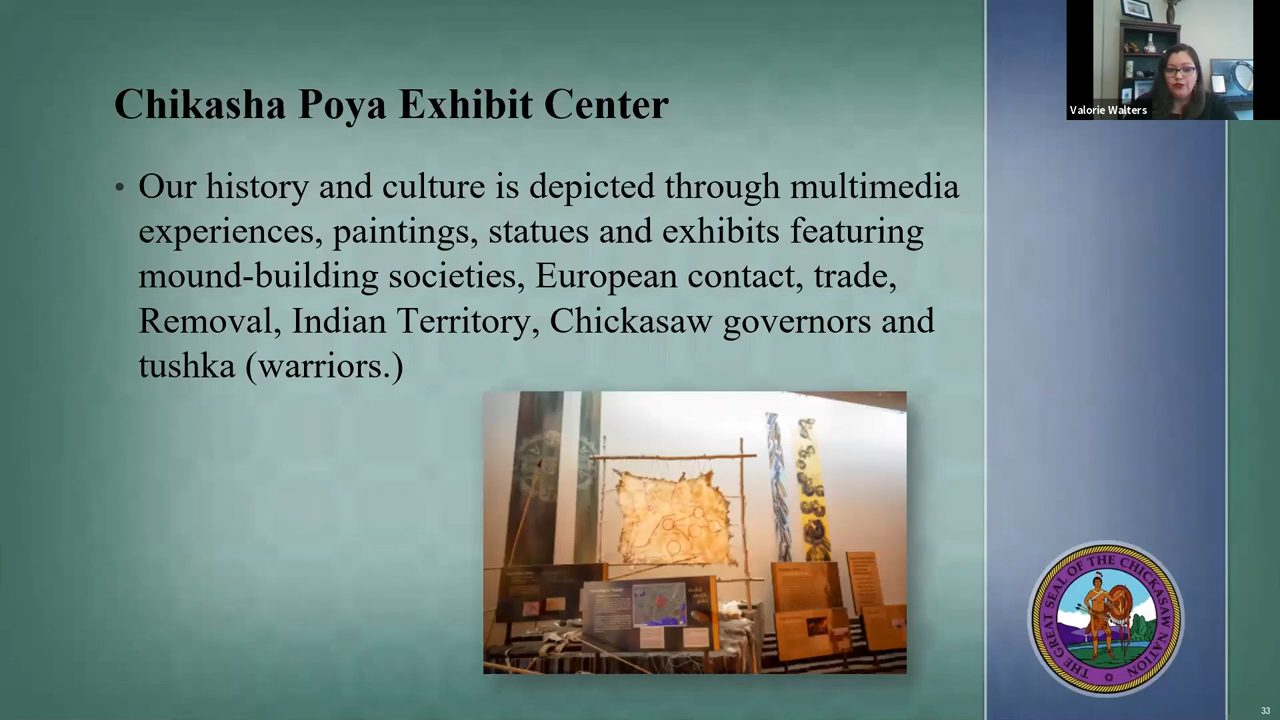 Valorie Walters
Chikasha Poya Exhibit Center
• Our history and culture is depicted through multimedia
experiences, paintings, statues and exhibits featuring
mound-building societies, European contact, trade,
Removal, Indian Territory, Chickasaw governors and
tushka (warriors.)
THE GREAT SEAL OF THE CHICKASAW NATION
33